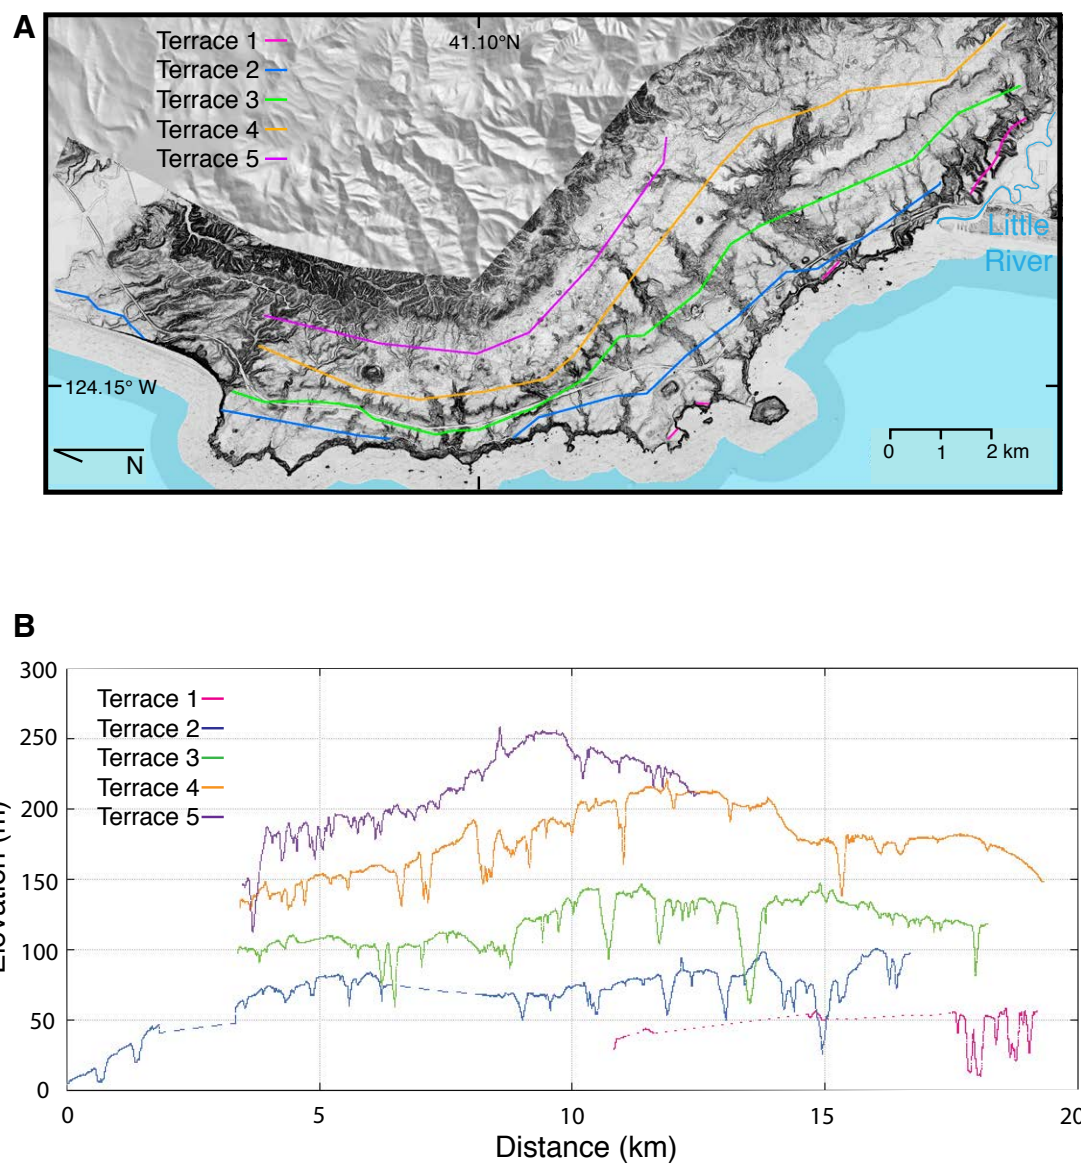 A
Terrace 1
Terrace 2
Terrace 3
Terrace 4
Terrace 5
41.10°N
Little
River
124.15° W
N
0 1 2 km
B
300
250
200
150
100
50
0
Terrace 1
Terrace 2
Terrace 3
Terrace 4
Terrace 5
0 5 10 15 20
Distance (km)